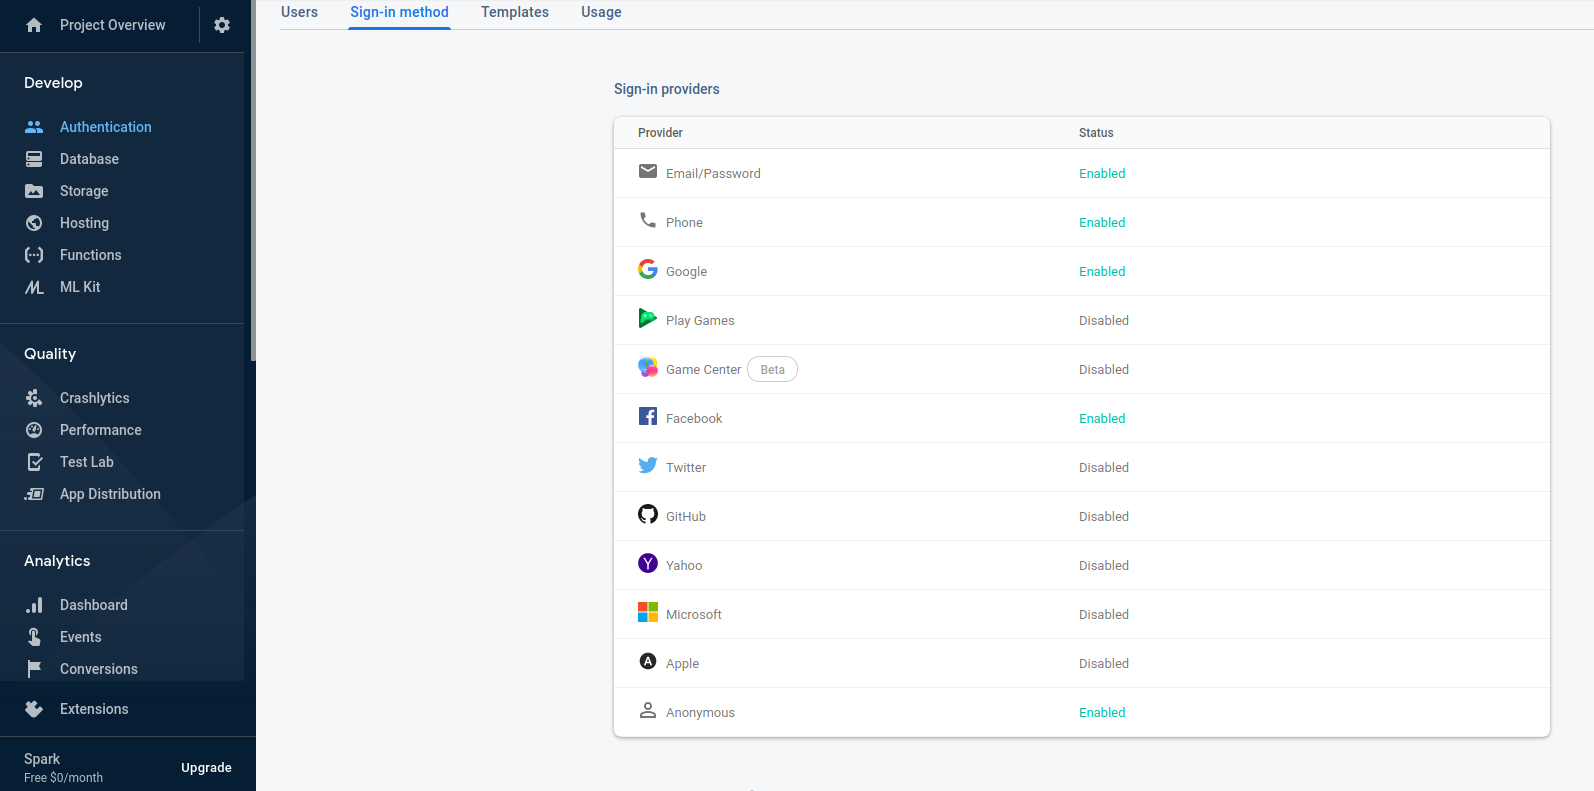 Project Overview
Develop
Authentication
Database
Storage
Hosting
Functions
ML Kit
Quality
Crashlytics
Performance
Test Lab
App Distribution
Analytics
Dashboard
Events
Conversions
Extensions
Spark
Free $0/month
Upgrade
Users Sign-in method Templates Usage
Sign-in providers
Provider Status
Email/Password Enabled
Phone Enabled
Google Enabled
Play Games Disabled
Game Center Beta Disabled
Facebook Enabled
Twitter Disabled
GitHub Disabled
Yahoo Disabled
Microsoft Disabled
Apple Disabled
Anonymous Enabled